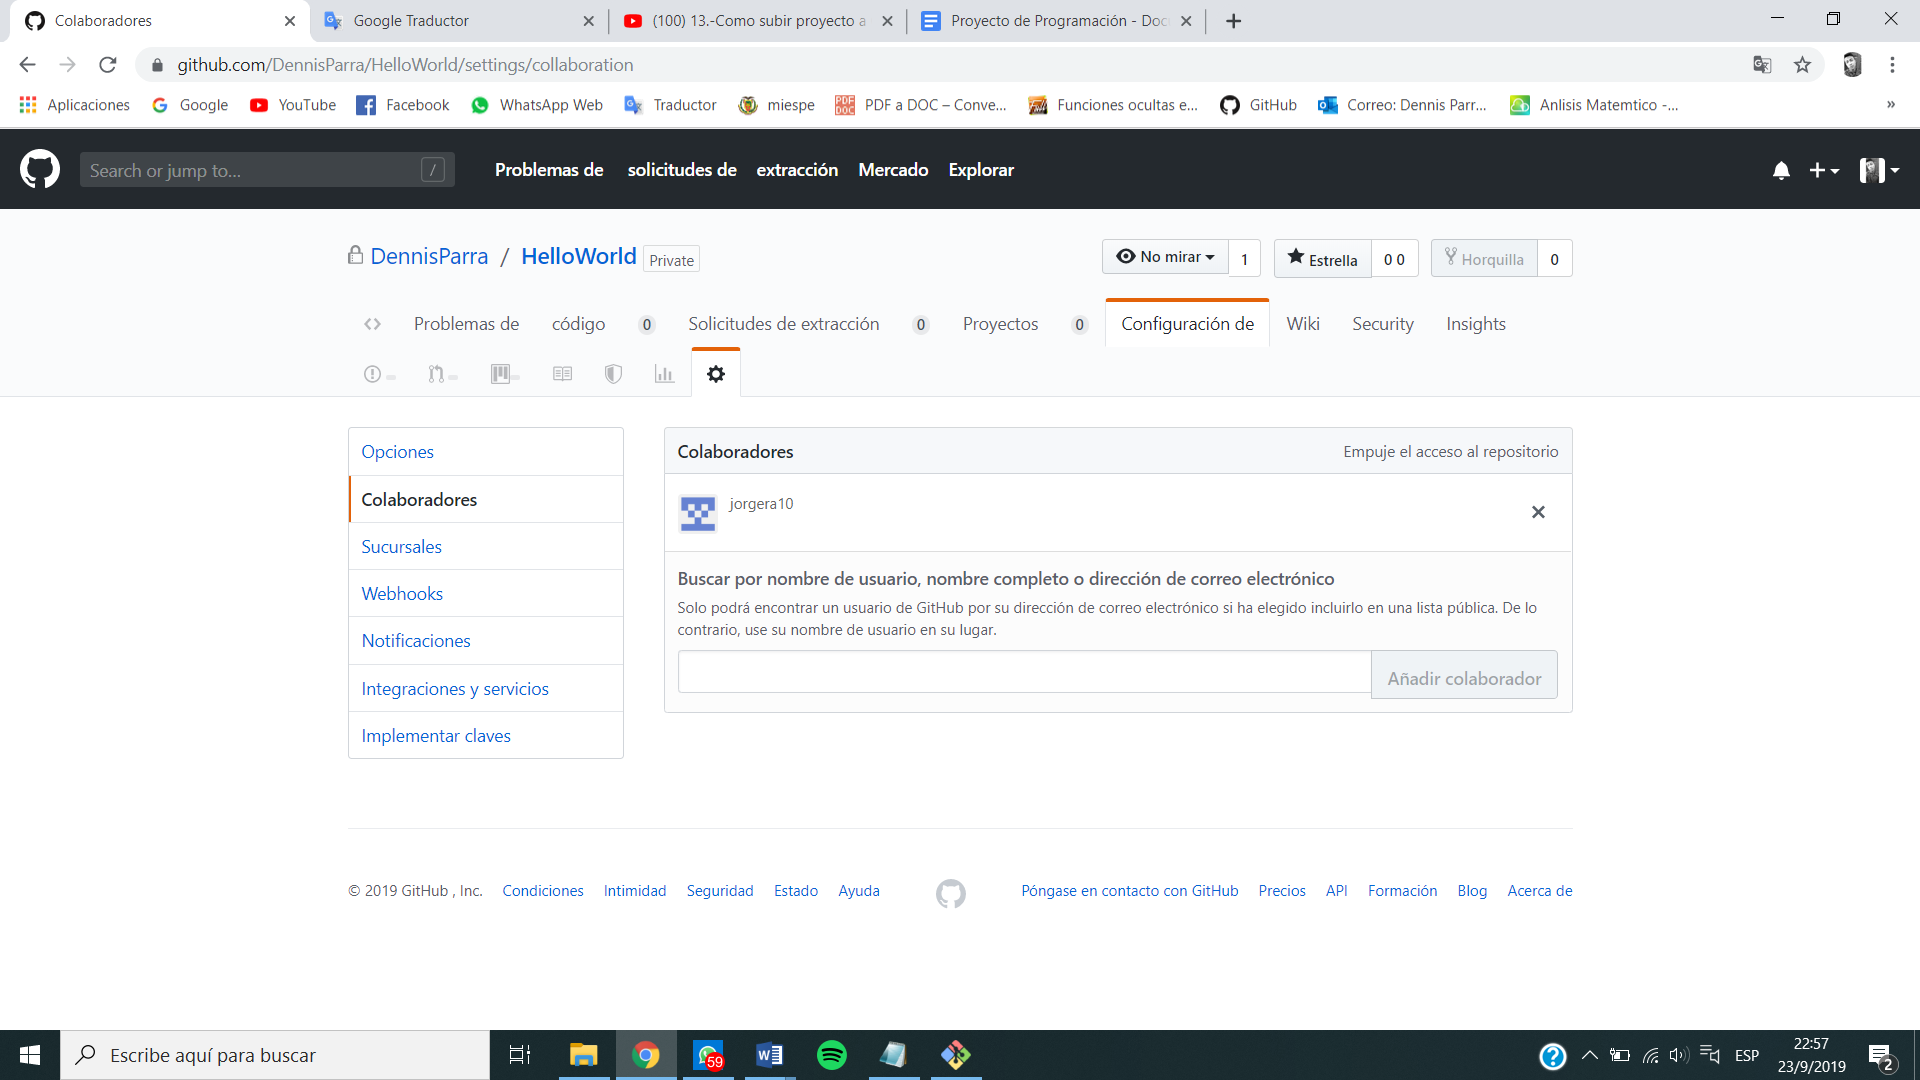 Colaboradores
Google Traductor
(100) 13.-Como subir proyecto a
Proyecto de Programación - Doc
github.com/DennisParra/HelloWorld/settings/collaboration
Aplicaciones
Google
YouTube
Facebook
WhatsApp Web
Traductor
miespe
PDF a DOC – Conve...
Funciones ocultas e...
GitHub
Correo: Dennis Parr...
Anlisis Matemtico -...
»
Search or jump to...
/
Problemas de solicitudes de extracción Mercado Explorar
DennisParra / HelloWorld Private
No mirar 1
Estrella 0 0
Horquilla 0
Problemas de código 0 Solicitudes de extracción 0 Proyectos 0 Configuración de Wiki Security Insights
Opciones
Colaboradores
Sucursales
Webhooks
Notificaciones
Integraciones y servicios
Implementar claves
Colaboradores
Empuje el acceso al repositorio
jorgera10
Buscar por nombre de usuario, nombre completo o dirección de correo electrónico
Solo podrá encontrar un usuario de GitHub por su dirección de correo electrónico si ha elegido incluirlo en una lista pública. De lo
contrario, use su nombre de usuario en su lugar.
Añadir colaborador
© 2019 GitHub , Inc. Condiciones Intimidad Seguridad Estado Ayuda
Póngase en contacto con GitHub Precios API Formación Blog Acerca de
Escribe aquí para buscar
59
ESP
22:57
23/9/2019
2